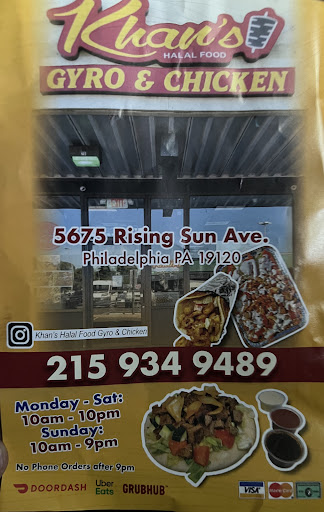 Khan's
HALAL FOOD
GYRO & CHICKEN
5675 Rising Sun Ave.
Philadelphia PA 19120
Khan's Halal Food Gyro & Chicken
215 934 9489
Monday - Sat:
10am - 10pm
Sunday:
10am - 9pm
No Phone Orders after 9pm
DOORDASH Uber Eats GRUBHUB
VISA